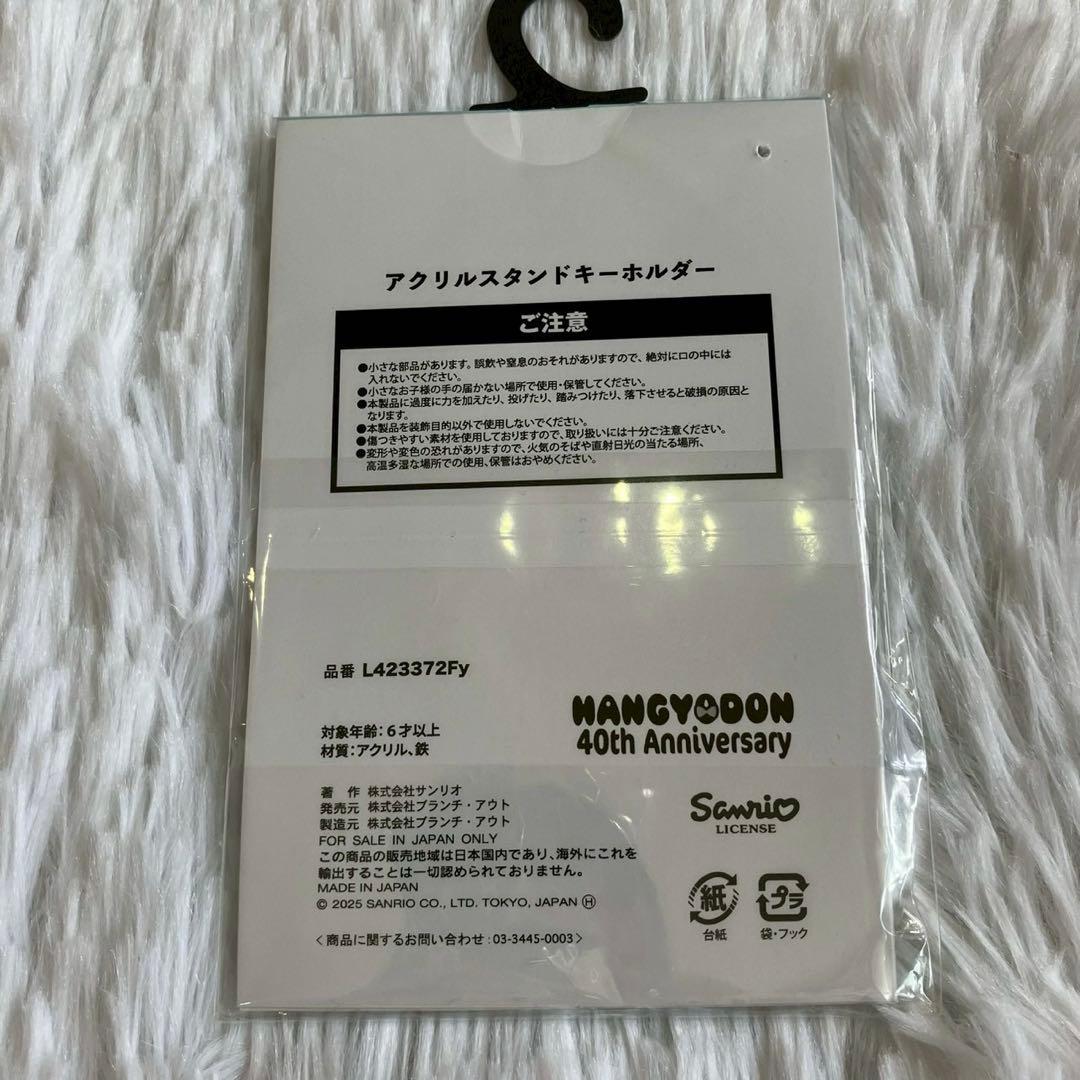 アクリルスタンドキーホルダー
ご注意
●小さな部品があります。誤飲や窒息のおそれがありますので、絶対に口の中には
入れないでください。
●小さなお子様の手の届かない場所で使用・保管してください。
●本製品に過度に力を加えたり、投げたり、踏みつけたり、落下させると破損の原因と
なります。
●本製品を装飾目的以外で使用しないでください。
●傷つきやすい素材を使用しておりますので、取り扱いには十分ご注意ください。
●変形や変色の恐れがありますので、火気のそばや直射日光の当たる場所、
高温多湿な場所での使用、保管はおやめください。
品番 L423372Fy
対象年齢：6才以上
材質：アクリル、鉄
HANGYODON
40th Anniversary
著 作 株式会社サンリオ
発売元 株式会社ブランチ・アウト
製造元 株式会社ブランチ・アウト
FOR SALE IN JAPAN ONLY
この商品の販売地域は日本国内であり、海外にこれを
輸出することは一切認められておりません。
MADE IN JAPAN
© 2025 SANRIO CO., LTD. TOKYO, JAPAN Ⓗ
〈商品に関するお問い合わせ：03-3445-0003〉
Sanrio
LICENSE
紙
台紙
プラ
袋・フック